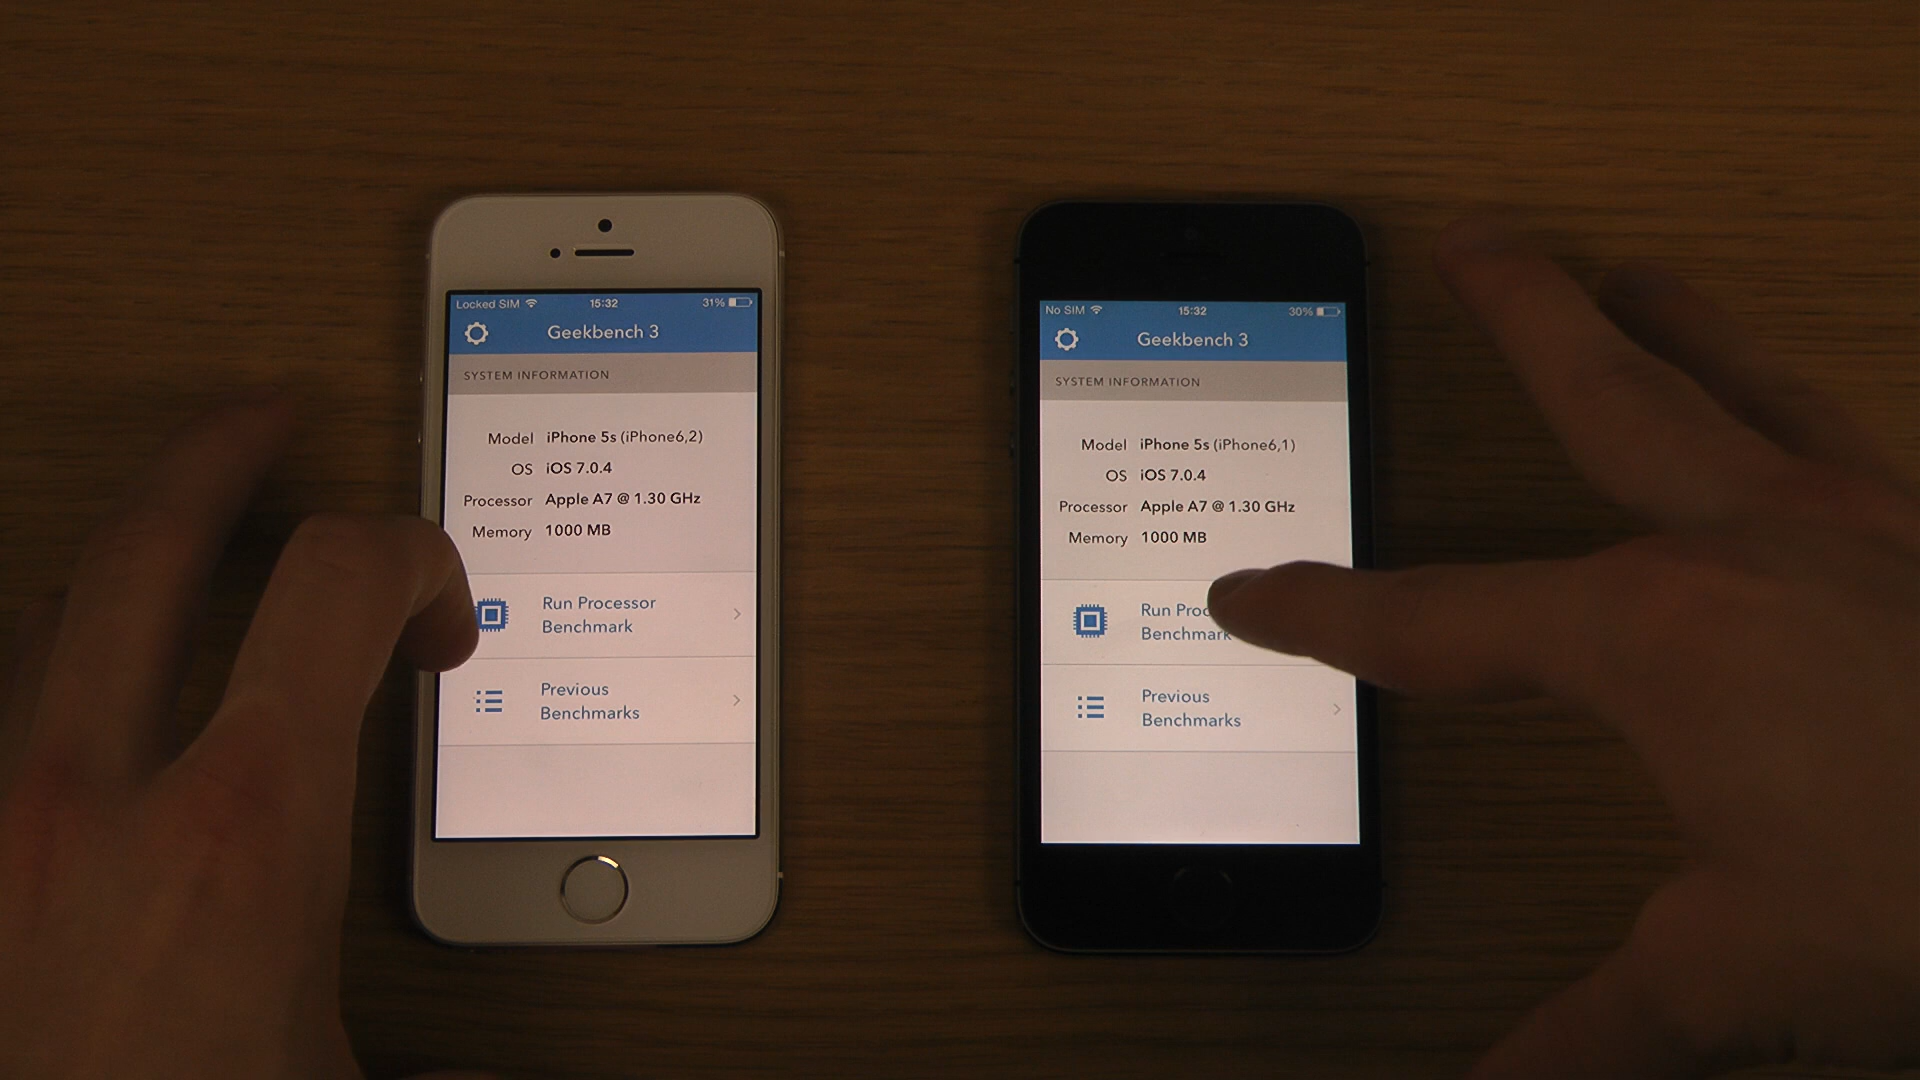 Locked SIM 15:32 31%
Geekbench 3
SYSTEM INFORMATION
Model iPhone 5s (iPhone6,2)
OS iOS 7.0.4
Processor Apple A7 @ 1.30 GHz
Memory 1000 MB
Run Processor
Benchmark
Previous
Benchmarks
No SIM 15:32 30%
Geekbench 3
SYSTEM INFORMATION
Model iPhone 5s (iPhone6,1)
OS iOS 7.0.4
Processor Apple A7 @ 1.30 GHz
Memory 1000 MB
Run Proc
Benchmark
Previous
Benchmarks